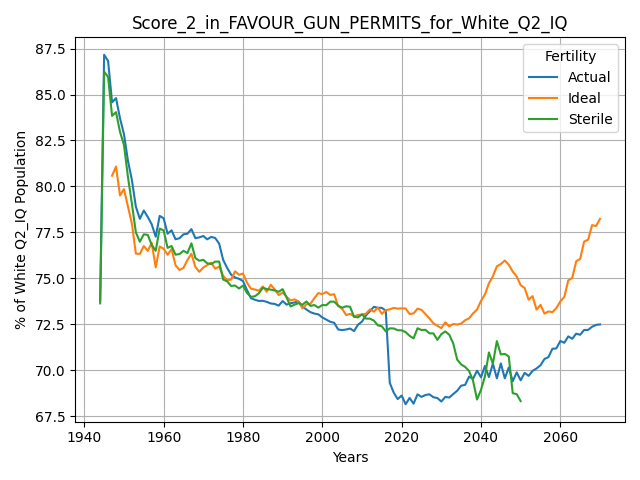 Score_2_in_FAVOUR_GUN_PERMITS_for_White_Q2_IQ
% of White Q2_IQ Population
87.5
85.0
82.5
80.0
77.5
75.0
72.5
70.0
67.5
Fertility
Actual
Ideal
Sterile
1940 1960 1980 2000 2020 2040 2060
Years